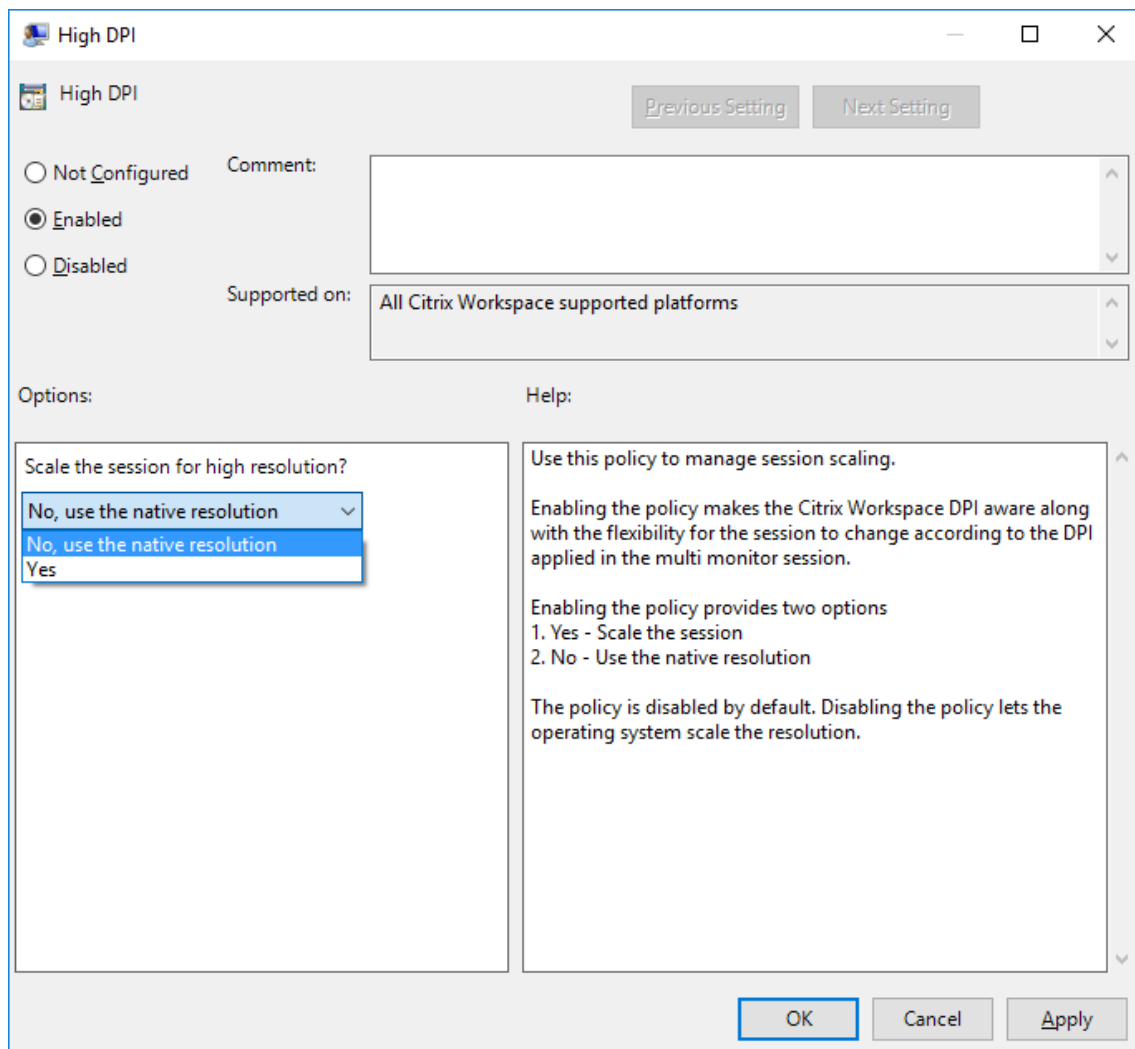 High DPI
High DPI
Previous Setting
Next Setting
Not Configured
Enabled
Disabled
Comment:
Supported on:
All Citrix Workspace supported platforms
Options:
Help:
Scale the session for high resolution?
No, use the native resolution
No, use the native resolution
Yes
Use this policy to manage session scaling.
Enabling the policy makes the Citrix Workspace DPI aware along
with the flexibility for the session to change according to the DPI
applied in the multi monitor session.
Enabling the policy provides two options
1. Yes - Scale the session
2. No - Use the native resolution
The policy is disabled by default. Disabling the policy lets the
operating system scale the resolution.
OK
Cancel
Apply